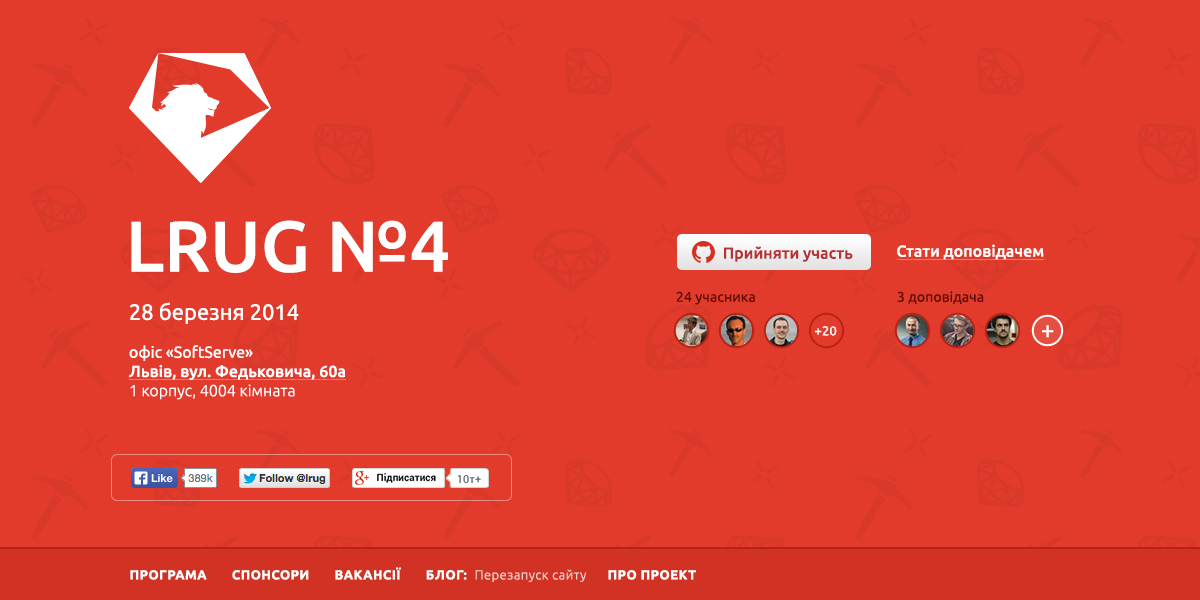 LRUG №4
28 березня 2014
офіс «SoftServe»
Львів, вул. Федьковича, 60а
1 корпус, 4004 кімната
Прийняти участь
Стати доповідачем
24 учасника
3 доповідача
+20
+
Like 389k Follow @lrug Підписатися 10т+
ПРОГРАМА СПОНСОРИ ВАКАНСІЇ БЛОГ: Перезапуск сайту ПРО ПРОЕКТ